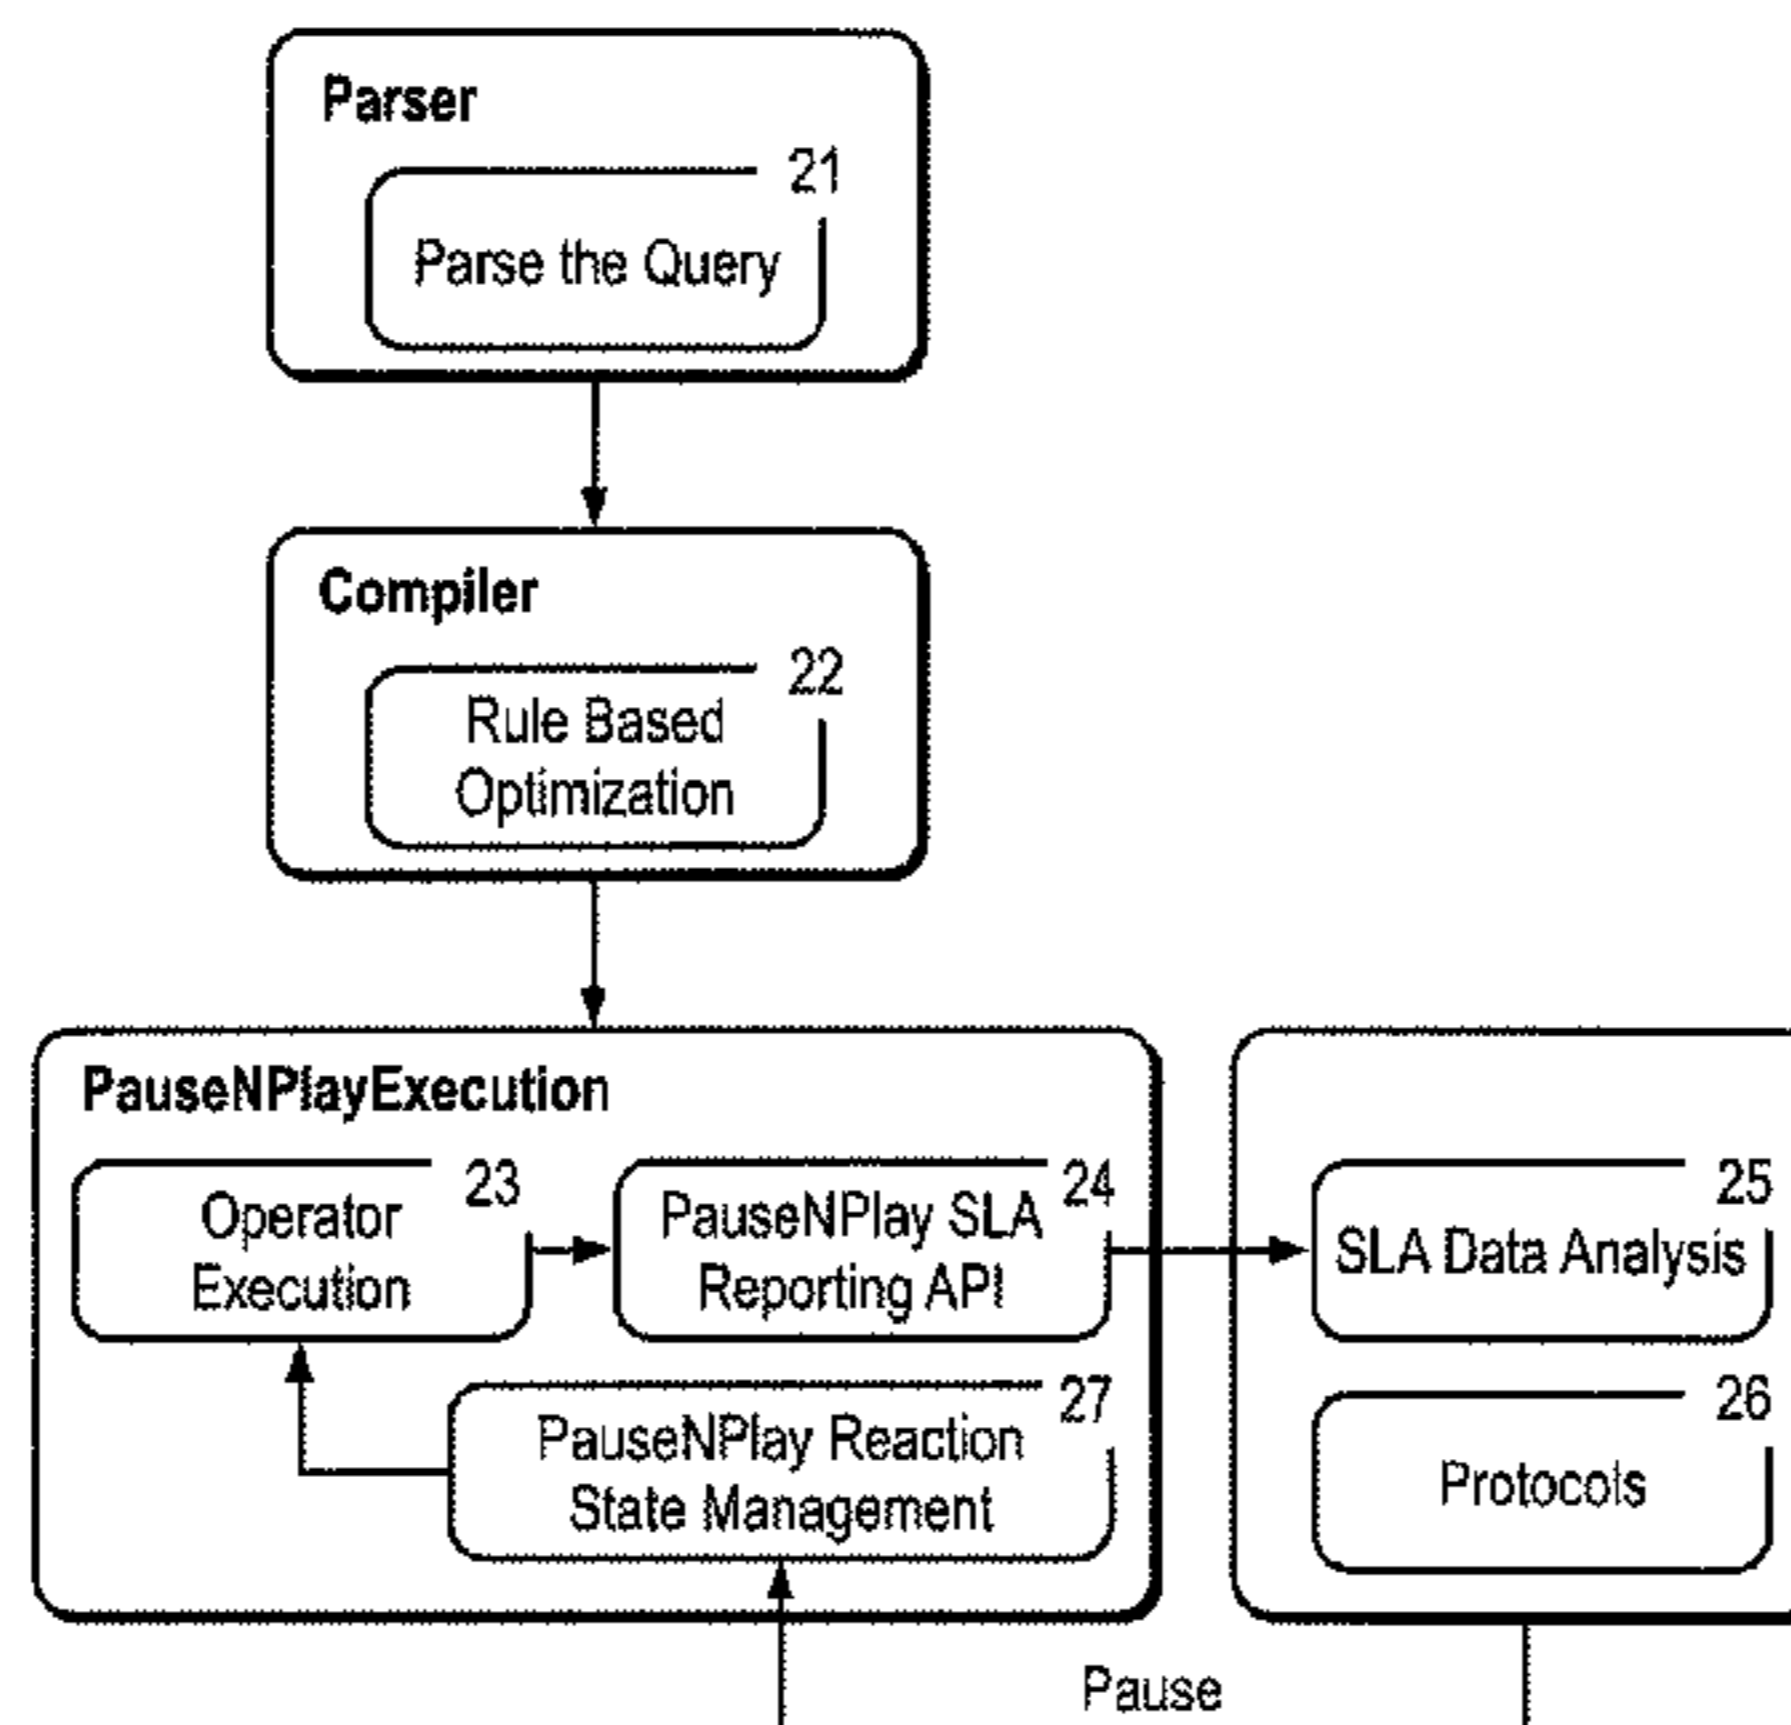 Parser
21
Parse the Query
Compiler
22
Rule Based
Optimization
PauseNPlayExecution
23
Operator
Execution
24
PauseNPlay SLA
Reporting API
25
SLA Data Analysis
27
PauseNPlay Reaction
State Management
26
Protocols
Pause